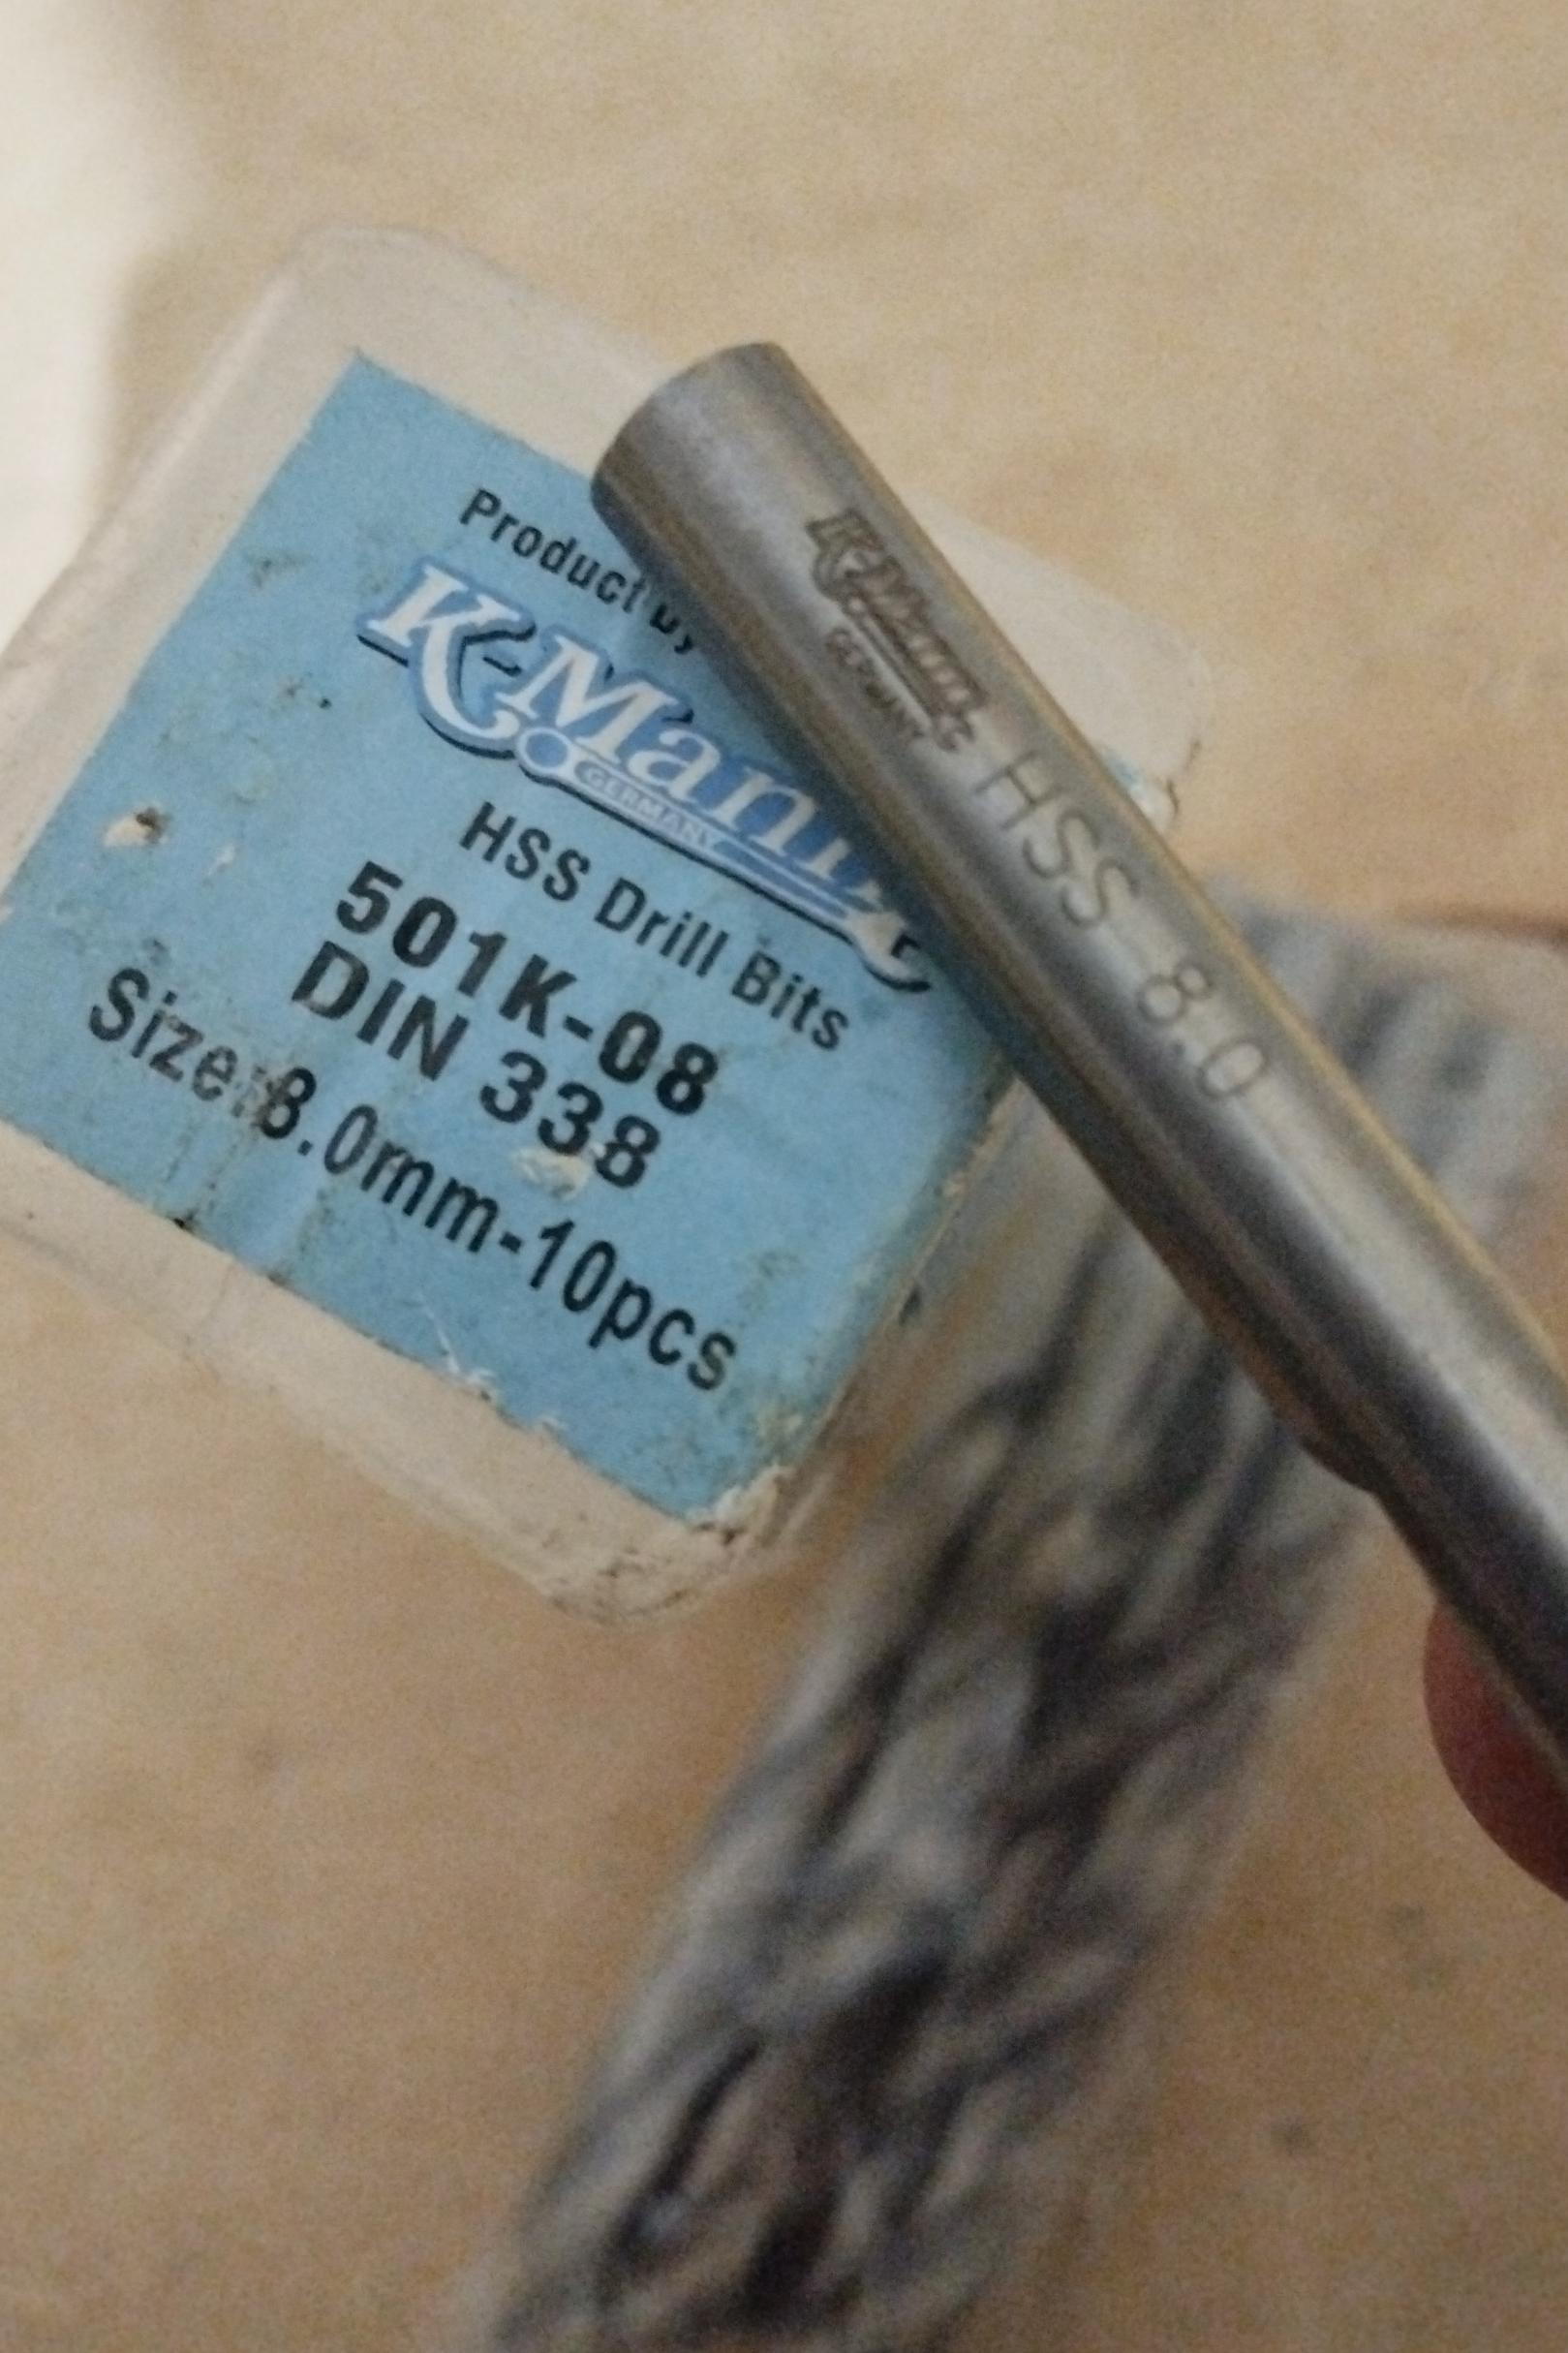 Product by
K-Mann
GERMANY
HSS Drill Bits
501K-08
DIN 338
Size:8.0mm-10pcs
K-Mann
GERMANY
HSS 8.0